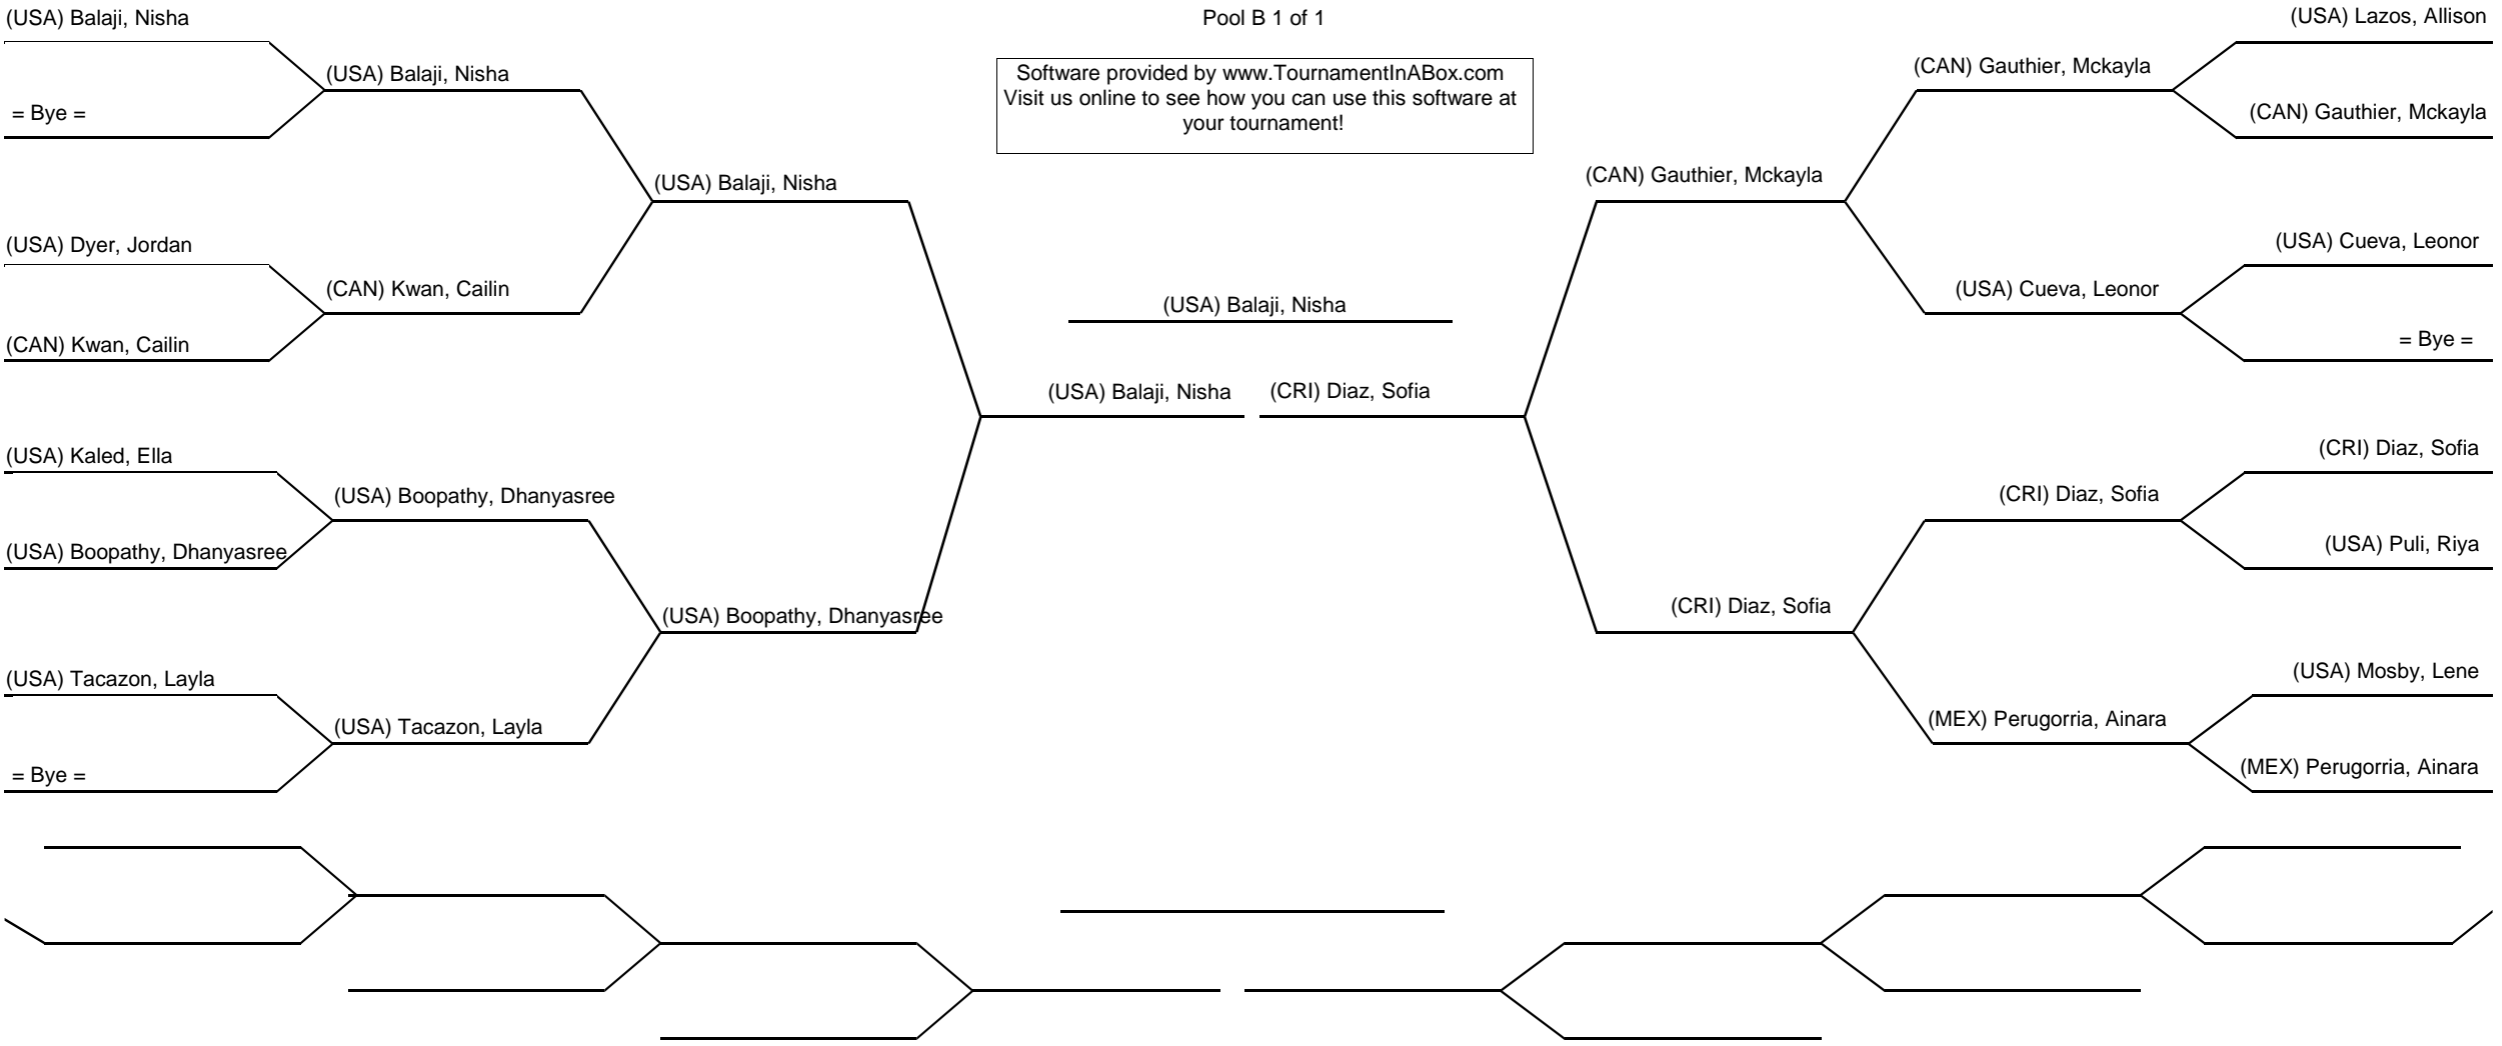 Pool B 1 of 1
Software provided by www.TournamentInABox.com
Visit us online to see how you can use this software at
your tournament!
(USA) Balaji, Nisha
= Bye =
(USA) Dyer, Jordan
(CAN) Kwan, Cailin
(USA) Kaled, Ella
(USA) Boopathy, Dhanyasree
(USA) Tacazon, Layla
= Bye =
(USA) Balaji, Nisha
(CAN) Kwan, Cailin
(USA) Boopathy, Dhanyasree
(USA) Tacazon, Layla
(USA) Balaji, Nisha
(USA) Boopathy, Dhanyasree
(USA) Balaji, Nisha
(USA) Balaji, Nisha
(CRI) Diaz, Sofia
(CAN) Gauthier, Mckayla
(CRI) Diaz, Sofia
(CAN) Gauthier, Mckayla
(USA) Cueva, Leonor
(CRI) Diaz, Sofia
(MEX) Perugorria, Ainara
(USA) Lazos, Allison
(CAN) Gauthier, Mckayla
(USA) Cueva, Leonor
= Bye =
(CRI) Diaz, Sofia
(USA) Puli, Riya
(USA) Mosby, Lene
(MEX) Perugorria, Ainara